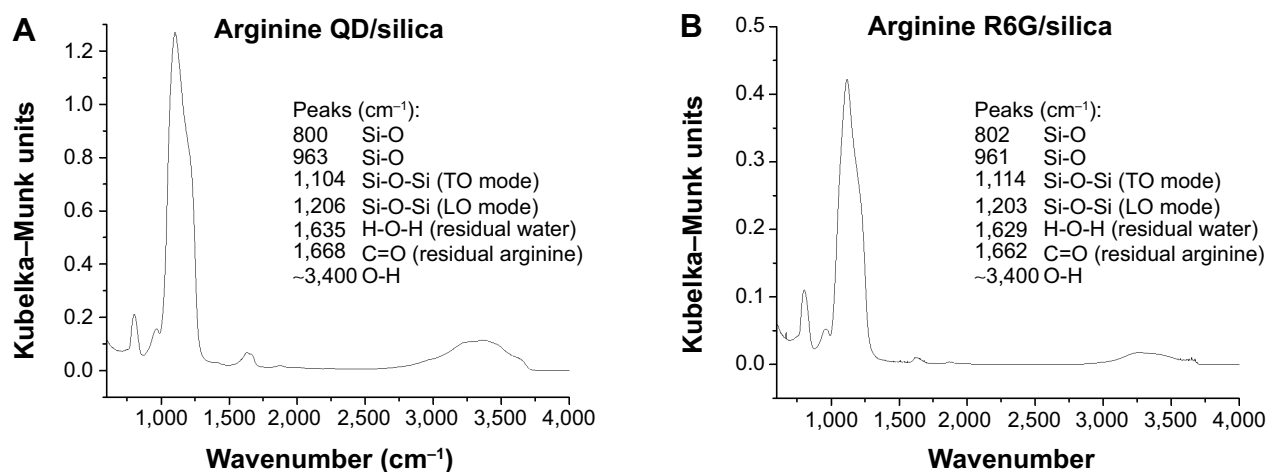 A
Arginine QD/silica
Kubelka–Munk units
1.2
1.0
0.8
0.6
0.4
0.2
0.0
Peaks (cm⁻¹):
800 Si-O
963 Si-O
1,104 Si-O-Si (TO mode)
1,206 Si-O-Si (LO mode)
1,635 H-O-H (residual water)
1,668 C=O (residual arginine)
~3,400 O-H
1,000 1,500 2,000 2,500 3,000 3,500 4,000
Wavenumber (cm⁻¹)
B
Arginine R6G/silica
Kubelka–Munk units
0.5
0.4
0.3
0.2
0.1
0.0
Peaks (cm⁻¹):
802 Si-O
961 Si-O
1,114 Si-O-Si (TO mode)
1,203 Si-O-Si (LO mode)
1,629 H-O-H (residual water)
1,662 C=O (residual arginine)
~3,400 O-H
1,000 1,500 2,000 2,500 3,000 3,500 4,000
Wavenumber